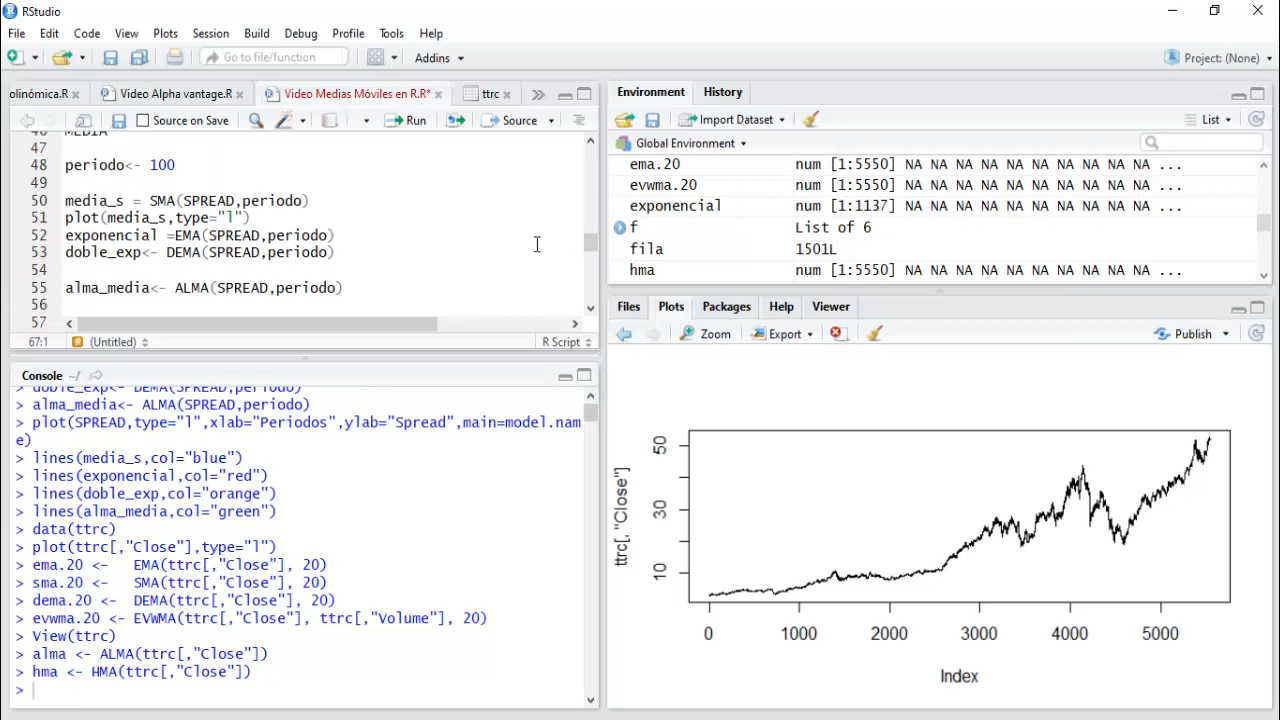 RStudio
File Edit Code View Plots Session Build Debug Profile Tools Help
Go to file/function Addins Project: (None)
olinómica.R Video Alpha vantage.R Video Medias Móviles en R.R* ttrc
Source on Save Run Source
46 MEDIA
47
48 periodo<- 100
49
50 media_s = SMA(SPREAD,periodo)
51 plot(media_s,type="l")
52 exponencial =EMA(SPREAD,periodo)
53 doble_exp<- DEMA(SPREAD,periodo)
54
55 alma_media<- ALMA(SPREAD,periodo)
56
57
67:1 (Untitled) R Script
Console ~/
> doble_exp<- DEMA(SPREAD,periodo)
> alma_media<- ALMA(SPREAD,periodo)
> plot(SPREAD,type="l",xlab="Periodos",ylab="Spread",main=model.nam
e)
> lines(media_s,col="blue")
> lines(exponencial,col="red")
> lines(doble_exp,col="orange")
> lines(alma_media,col="green")
> data(ttrc)
> plot(ttrc[,"Close"],type="l")
> ema.20 <-   EMA(ttrc[,"Close"], 20)
> sma.20 <-   SMA(ttrc[,"Close"], 20)
> dema.20 <-  DEMA(ttrc[,"Close"], 20)
> evwma.20 <- EVWMA(ttrc[,"Close"], ttrc[,"Volume"], 20)
> View(ttrc)
> alma <- ALMA(ttrc[,"Close"])
> hma <- HMA(ttrc[,"Close"])
>
Environment History
Import Dataset List
Global Environment
ema.20 num [1:5550] NA NA NA NA NA NA NA NA NA ...
evwma.20 num [1:5550] NA NA NA NA NA NA NA NA NA ...
exponencial num [1:1137] NA NA NA NA NA NA NA NA NA ...
f List of 6
fila 1501L
hma num [1:5550] NA NA NA NA NA NA NA NA NA ...
Files Plots Packages Help Viewer
Zoom Export Publish
ttrc[, "Close"]
50
30
10
0 1000 2000 3000 4000 5000
Index